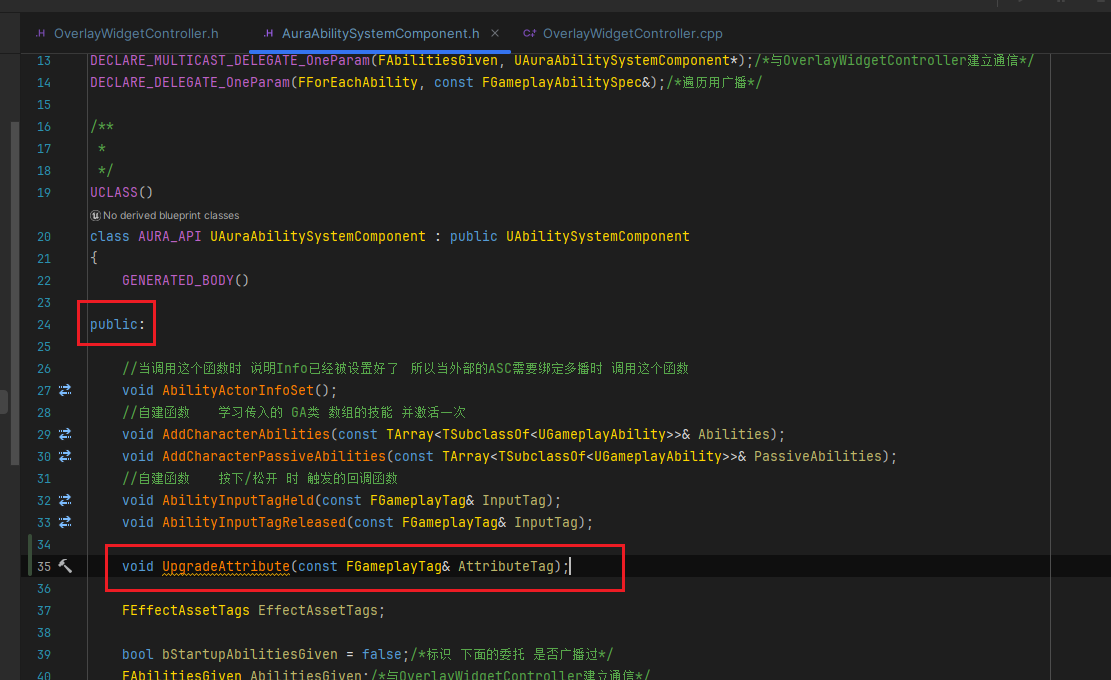 .H OverlayWidgetController.h .H AuraAbilitySystemComponent.h × C++ OverlayWidgetController.cpp
13 DECLARE_MULTICAST_DELEGATE_OneParam(FAbilitiesGiven, UAuraAbilitySystemComponent*);/*与OverlayWidgetController建立通信*/
14 DECLARE_DELEGATE_OneParam(FForEachAbility, const FGameplayAbilitySpec&);/*遍历用广播*/
15
16 /**
17 *
18 */
19 UCLASS()
No derived blueprint classes
20 class AURA_API UAuraAbilitySystemComponent : public UAbilitySystemComponent
21 {
22 GENERATED_BODY()
23
24 public:
25
26 //当调用这个函数时 说明Info已经被设置好了 所以当外部的ASC需要绑定多播时 调用这个函数
27 void AbilityActorInfoSet();
28 //自建函数 学习传入的 GA类 数组的技能 并激活一次
29 void AddCharacterAbilities(const TArray<TSubclassOf<UGameplayAbility>>& Abilities);
30 void AddCharacterPassiveAbilities(const TArray<TSubclassOf<UGameplayAbility>>& PassiveAbilities);
31 //自建函数 按下/松开 时 触发的回调函数
32 void AbilityInputTagHeld(const FGameplayTag& InputTag);
33 void AbilityInputTagReleased(const FGameplayTag& InputTag);
34
35 void UpgradeAttribute(const FGameplayTag& AttributeTag);
36
37 FEffectAssetTags EffectAssetTags;
38
39 bool bStartupAbilitiesGiven = false;/*标识 下面的委托 是否广播过*/
40 FAbilitiesGiven AbilitiesGiven;/*与OverlayWidgetController建立通信*/